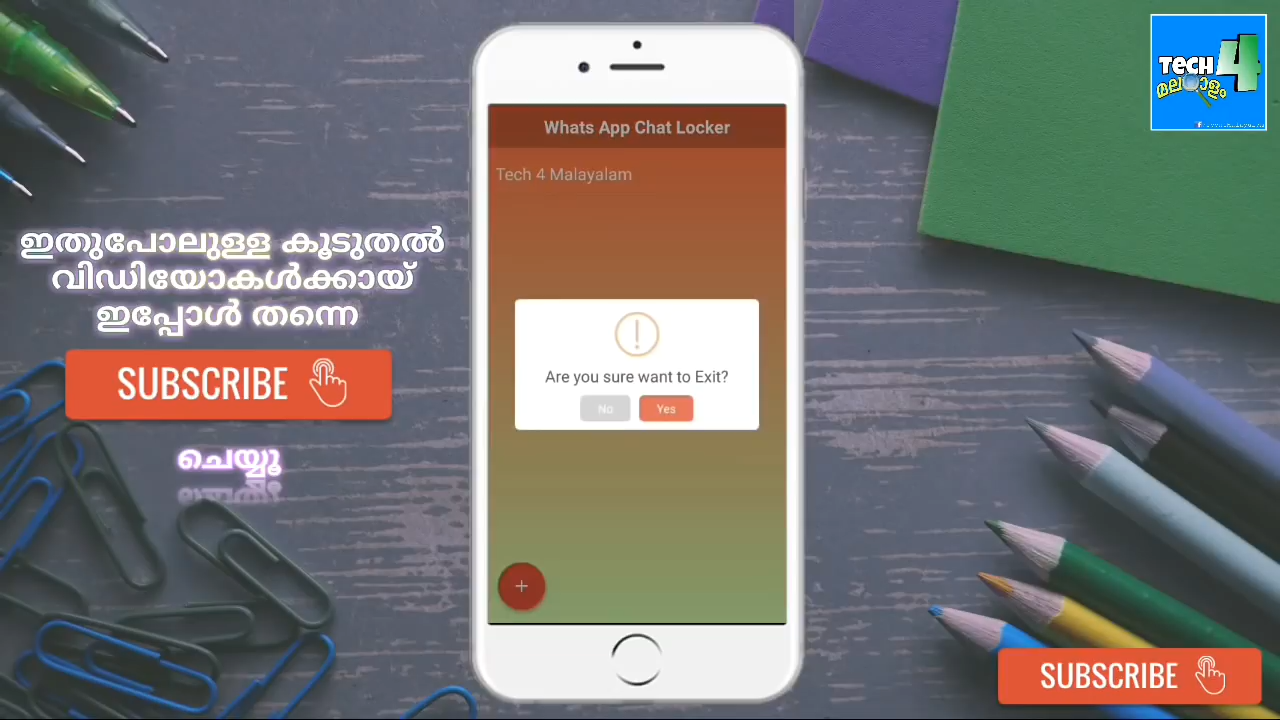 TECH 4
മലയാളം
Whats App Chat Locker
Tech 4 Malayalam
ഇതുപോലുള്ള കൂടുതൽ
വിഡിയോകൾക്കായ്
ഇപ്പോൾ തന്നെ
SUBSCRIBE
ചെയ്യൂ
Are you sure want to Exit?
No
Yes
+
SUBSCRIBE